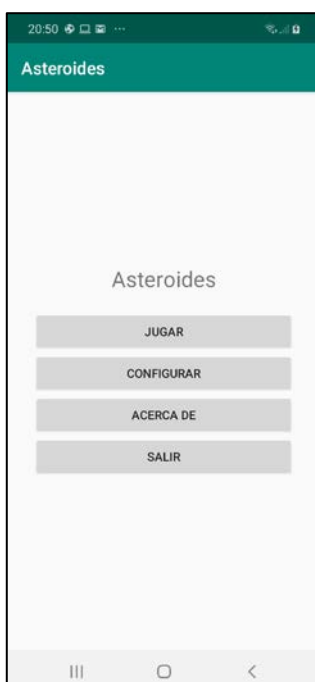 20:50 ...
Asteroides
Asteroides
JUGAR
CONFIGURAR
ACERCA DE
SALIR